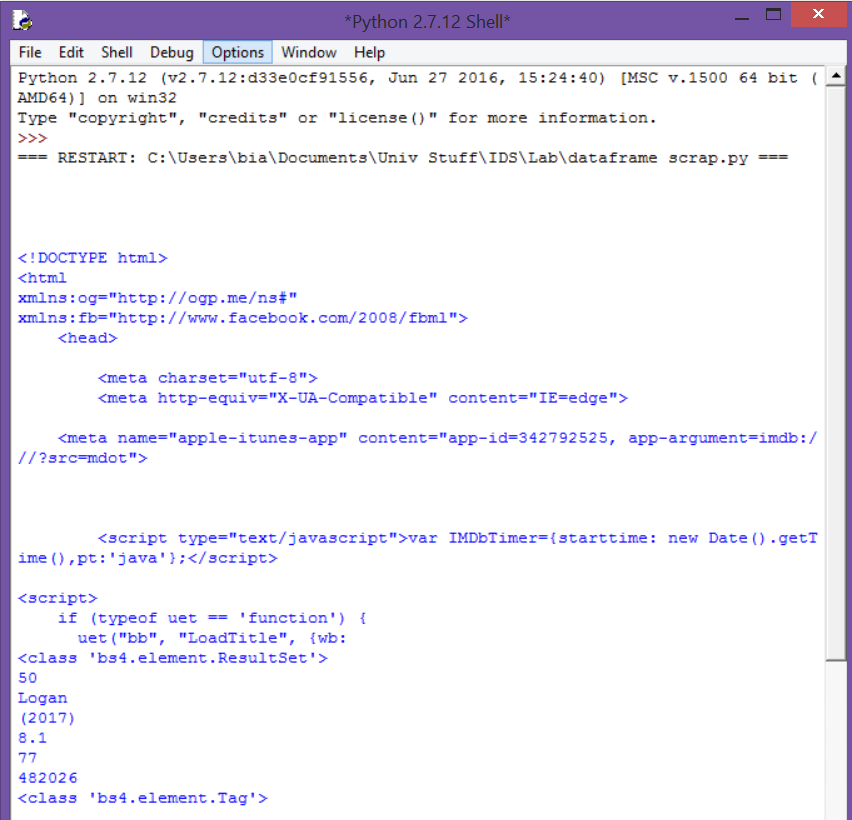 *Python 2.7.12 Shell*
File Edit Shell Debug Options Window Help
Python 2.7.12 (v2.7.12:d33e0cf91556, Jun 27 2016, 15:24:40) [MSC v.1500 64 bit (
AMD64)] on win32
Type "copyright", "credits" or "license()" for more information.
>>>
=== RESTART: C:\Users\bia\Documents\Univ Stuff\IDS\Lab\dataframe scrap.py ===
<!DOCTYPE html>
<html
xmlns:og="http://ogp.me/ns#"
xmlns:fb="http://www.facebook.com/2008/fbml">
    <head>
        <meta charset="utf-8">
        <meta http-equiv="X-UA-Compatible" content="IE=edge">
    <meta name="apple-itunes-app" content="app-id=342792525, app-argument=imdb:/
//?src=mdot">
        <script type="text/javascript">var IMDbTimer={starttime: new Date().getT
ime(),pt:'java'};</script>
<script>
    if (typeof uet == 'function') {
      uet("bb", "LoadTitle", {wb:
<class 'bs4.element.ResultSet'>
50
Logan
(2017)
8.1
77
482026
<class 'bs4.element.Tag'>